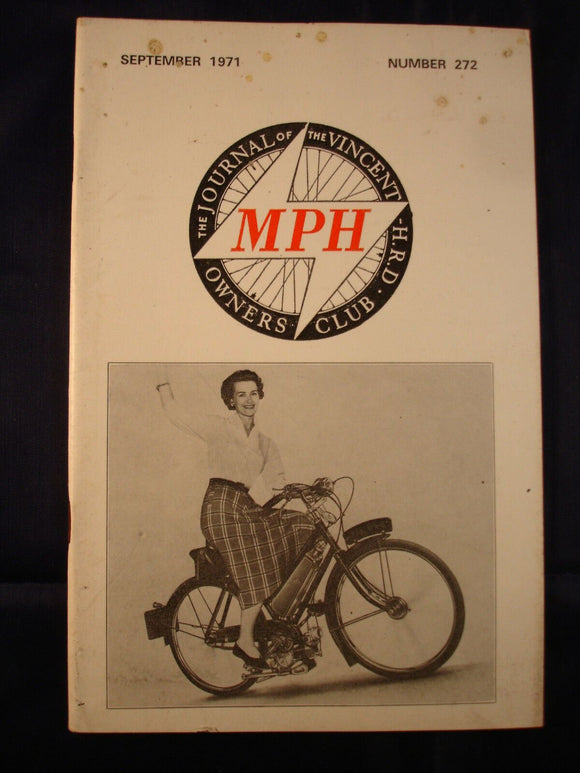 SEPTEMBER 1971
NUMBER 272
THE JOURNAL OF THE VINCENT-H.R.D.
MPH
OWNERS CLUB